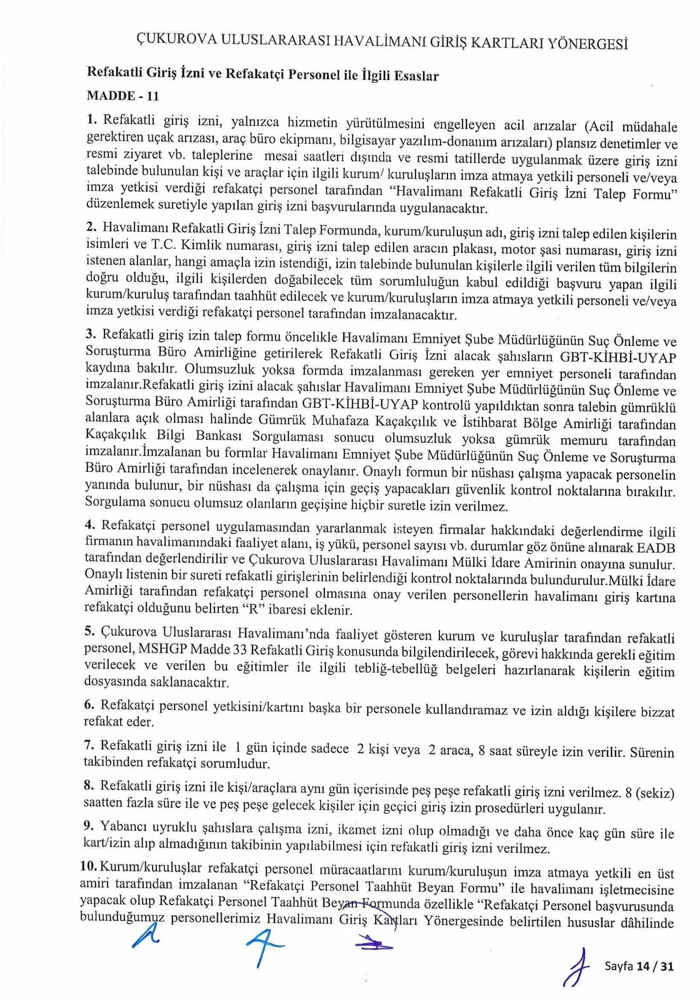 ÇUKUROVA ULUSLARARASI HAVALİMANI GİRİŞ KARTLARI YÖNERGESİ
Refakatli Giriş İzni ve Refakatçi Personel ile İlgili Esaslar
MADDE - 11
1. Refakatli giriş izni, yalnızca hizmetin yürütülmesini engelleyen acil arızalar (Acil müdahale
gerektiren uçak arızası, araç büro ekipmanı, bilgisayar yazılım-donanım arızaları) plansız denetimler ve
resmi ziyaret vb. taleplerine mesai saatleri dışında ve resmi tatillerde uygulanmak üzere giriş izni
talebinde bulunulan kişi ve araçlar için ilgili kurum/ kuruluşların imza atmaya yetkili personeli ve/veya
imza yetkisi verdiği refakatçi personel tarafından “Havalimanı Refakatli Giriş İzni Talep Formu”
düzenlemek suretiyle yapılan giriş izni başvurularında uygulanacaktır.
2. Havalimanı Refakatli Giriş İzni Talep Formunda, kurum/kuruluşun adı, giriş izni talep edilen kişilerin
isimleri ve T.C. Kimlik numarası, giriş izni talep edilen aracın plakası, motor şasi numarası, giriş izni
istenen alanlar, hangi amaçla izin istendiği, izin talebinde bulunulan kişilerle ilgili verilen tüm bilgilerin
doğru olduğu, ilgili kişilerden doğabilecek tüm sorumluluğun kabul edildiği başvuru yapan ilgili
kurum/kuruluş tarafından taahhüt edilecek ve kurum/kuruluşların imza atmaya yetkili personeli ve/veya
imza yetkisi verdiği refakatçi personel tarafından imzalanacaktır.
3. Refakatli giriş izin talep formu öncelikle Havalimanı Emniyet Şube Müdürlüğünün Suç Önleme ve
Soruşturma Büro Amirliğine getirilerek Refakatli Giriş İzni alacak şahısların GBT-KİHBİ-UYAP
kaydına bakılır. Olumsuzluk yoksa formda imzalanması gereken yer emniyet personeli tarafından
imzalanır.Refakatli giriş izini alacak şahıslar Havalimanı Emniyet Şube Müdürlüğünün Suç Önleme ve
Soruşturma Büro Amirliği tarafından GBT-KİHBİ-UYAP kontrolü yapıldıktan sonra talebin gümrüklü
alanlara açık olması halinde Gümrük Muhafaza Kaçakçılık ve İstihbarat Bölge Amirliği tarafından
Kaçakçılık Bilgi Bankası Sorgulaması sonucu olumsuzluk yoksa gümrük memuru tarafından
imzalanır.İmzalanan bu formlar Havalimanı Emniyet Şube Müdürlüğünün Suç Önleme ve Soruşturma
Büro Amirliği tarafından incelenerek onaylanır. Onaylı formun bir nüshası çalışma yapacak personelin
yanında bulunur, bir nüshası da çalışma için geçiş yapacakları güvenlik kontrol noktalarına bırakılır.
Sorgulama sonucu olumsuz olanların geçişine hiçbir suretle izin verilmez.
4. Refakatçi personel uygulamasından yararlanmak isteyen firmalar hakkındaki değerlendirme ilgili
firmanın havalimanındaki faaliyet alanı, iş yükü, personel sayısı vb. durumlar göz önüne alınarak EADB
tarafından değerlendirilir ve Çukurova Uluslararası Havalimanı Mülki İdare Amirinin onayına sunulur.
Onaylı listenin bir sureti refakatli girişlerinin belirlendiği kontrol noktalarında bulundurulur.Mülki İdare
Amirliği tarafından refakatçi personel olmasına onay verilen personellerin havalimanı giriş kartına
refakatçi olduğunu belirten “R” ibaresi eklenir.
5. Çukurova Uluslararası Havalimanı’nda faaliyet gösteren kurum ve kuruluşlar tarafından refakatli
personel, MSHGP Madde 33 Refakatli Giriş konusunda bilgilendirilecek, görevi hakkında gerekli eğitim
verilecek ve verilen bu eğitimler ile ilgili tebliğ-tebellüğ belgeleri hazırlanarak kişilerin eğitim
dosyasında saklanacaktır.
6. Refakatçi personel yetkisini/kartını başka bir personele kullandıramaz ve izin aldığı kişilere bizzat
refakat eder.
7. Refakatli giriş izni ile 1 gün içinde sadece 2 kişi veya 2 araca, 8 saat süreyle izin verilir. Sürenin
takibinden refakatçi sorumludur.
8. Refakatli giriş izni ile kişi/araçlara aynı gün içerisinde peş peşe refakatli giriş izni verilmez. 8 (sekiz)
saatten fazla süre ile ve peş peşe gelecek kişiler için geçici giriş izin prosedürleri uygulanır.
9. Yabancı uyruklu şahıslara çalışma izni, ikamet izni olup olmadığı ve daha önce kaç gün süre ile
kart/izin alıp almadığının takibinin yapılabilmesi için refakatli giriş izni verilmez.
10. Kurum/kuruluşlar refakatçi personel müracaatlarını kurum/kuruluşun imza atmaya yetkili en üst
amiri tarafından imzalanan “Refakatçi Personel Taahhüt Beyan Formu” ile havalimanı işletmecisine
yapacak olup Refakatçi Personel Taahhüt Beyan Formunda özellikle “Refakatçi Personel başvurusunda
bulunduğumuz personellerimiz Havalimanı Giriş Kartları Yönergesinde belirtilen hususlar dâhilinde
Sayfa 14 / 31